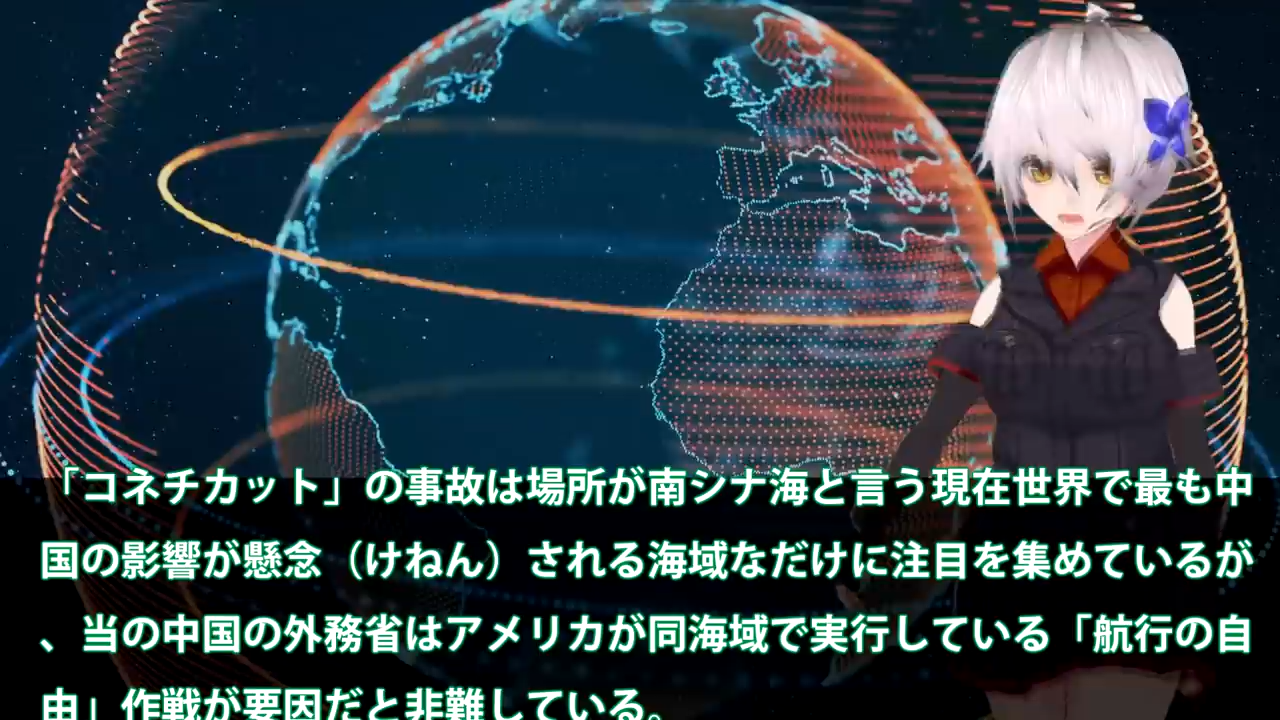 「コネチカット」の事故は場所が南シナ海と言う現在世界で最も中
国の影響が懸念（けねん）される海域なだけに注目を集めているが
、当の中国の外務省はアメリカが同海域で実行している「航行の自
由」作戦が要因だと非難している。